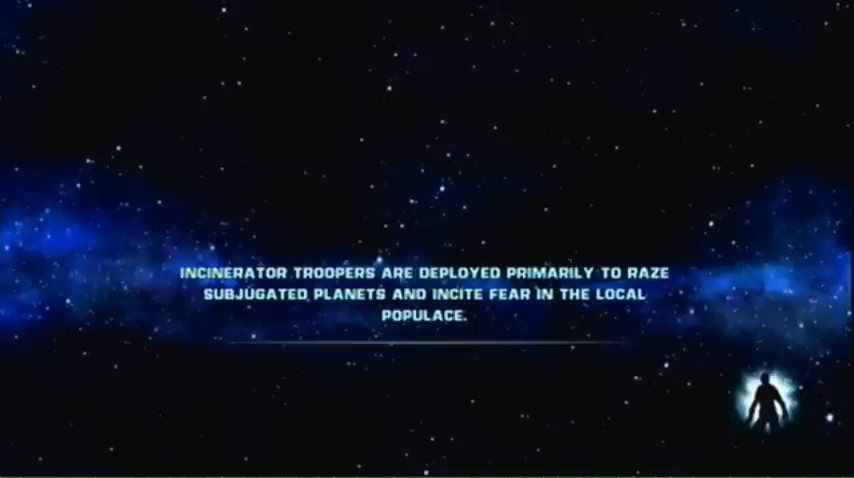 INCINERATOR TROOPERS ARE DEPLOYED PRIMARILY TO RAZE
SUBJUGATED PLANETS AND INCITE FEAR IN THE LOCAL
POPULACE.